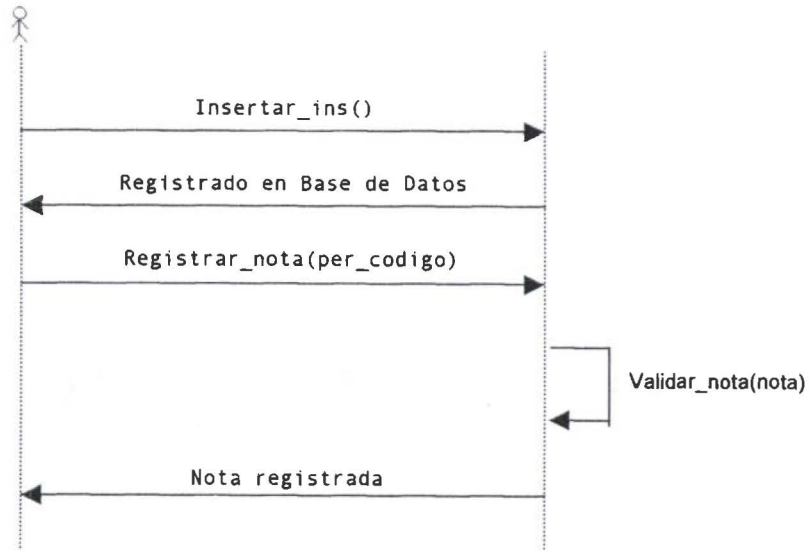 Insertar_ins()
Registrado en Base de Datos
Registrar_nota(per_codigo)
Validar_nota(nota)
Nota registrada